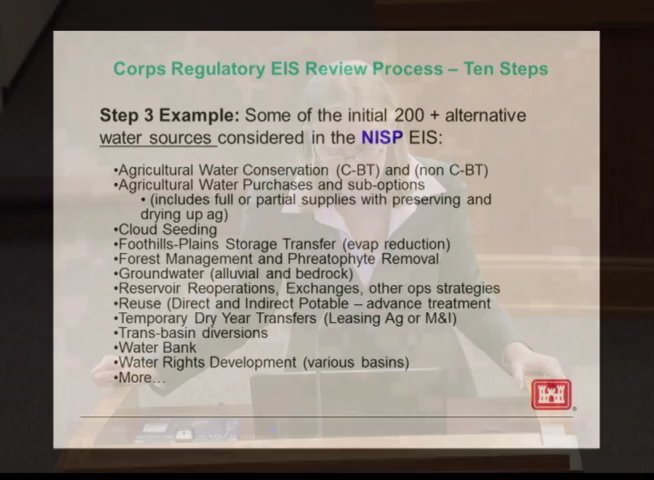 Corps Regulatory EIS Review Process – Ten Steps
Step 3 Example: Some of the initial 200 + alternative
water sources considered in the NISP EIS:
•Agricultural Water Conservation (C-BT) and (non C-BT)
•Agricultural Water Purchases and sub-options
• (includes full or partial supplies with preserving and
drying up ag)
•Cloud Seeding
•Foothills-Plains Storage Transfer (evap reduction)
•Forest Management and Phreatophyte Removal
•Groundwater (alluvial and bedrock)
•Reservoir Reoperations, Exchanges, other ops strategies
•Reuse (Direct and Indirect Potable – advance treatment
•Temporary Dry Year Transfers (Leasing Ag or M&I)
•Trans-basin diversions
•Water Bank
•Water Rights Development (various basins)
•More…